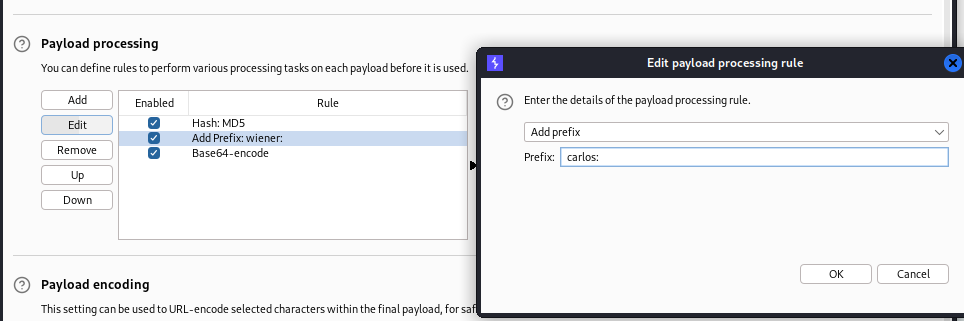 Payload processing
You can define rules to perform various processing tasks on each payload before it is used.
Add
Edit
Remove
Up
Down
Enabled Rule
Hash: MD5
Add Prefix: wiener:
Base64-encode
Payload encoding
This setting can be used to URL-encode selected characters within the final payload, for saf
Edit payload processing rule
Enter the details of the payload processing rule.
Add prefix
Prefix: carlos:
OK Cancel